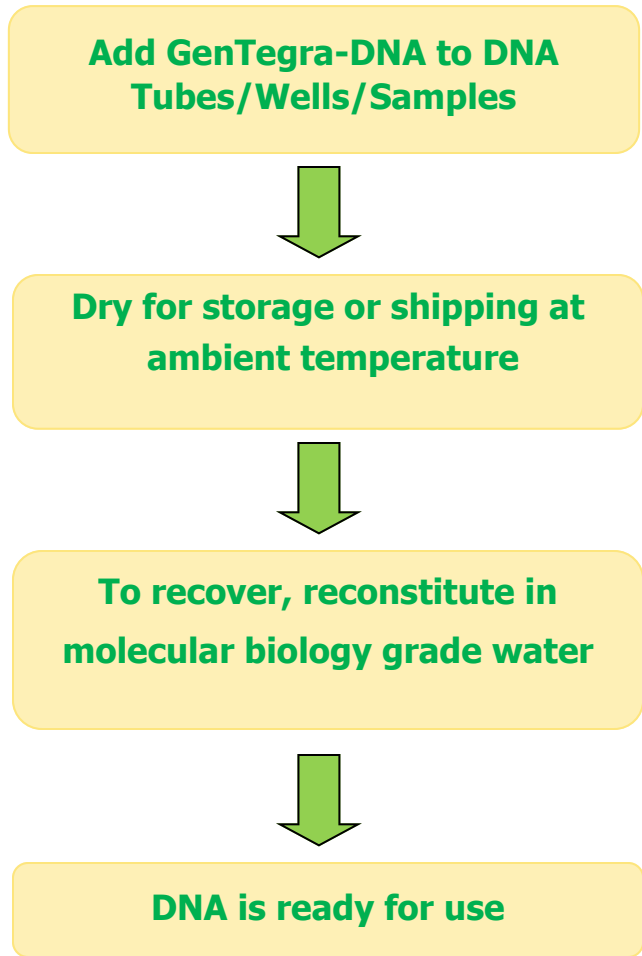 Add GenTegra-DNA to DNA
Tubes/Wells/Samples
Dry for storage or shipping at
ambient temperature
To recover, reconstitute in
molecular biology grade water
DNA is ready for use